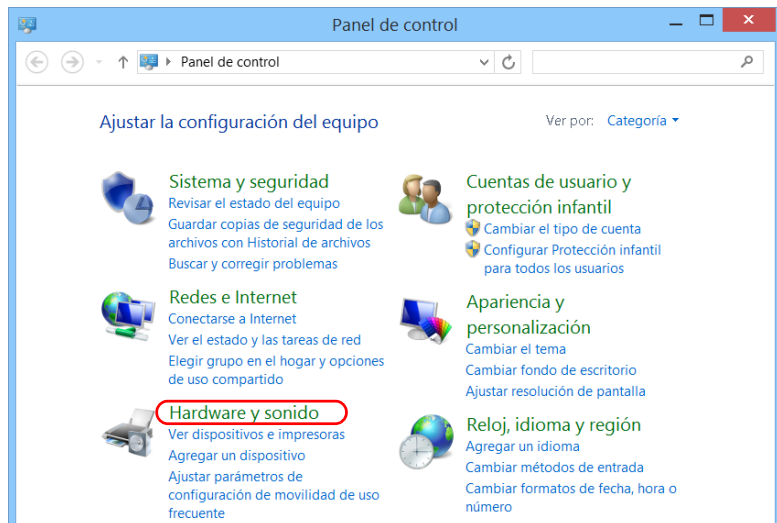 Panel de control
Panel de control
Ajustar la configuración del equipo
Ver por: Categoría
Sistema y seguridad
Revisar el estado del equipo
Guardar copias de seguridad de los
archivos con Historial de archivos
Buscar y corregir problemas
Redes e Internet
Conectarse a Internet
Ver el estado y las tareas de red
Elegir grupo en el hogar y opciones
de uso compartido
Hardware y sonido
Ver dispositivos e impresoras
Agregar un dispositivo
Ajustar parámetros de
configuración de movilidad de uso
frecuente
Cuentas de usuario y
protección infantil
Cambiar el tipo de cuenta
Configurar Protección infantil
para todos los usuarios
Apariencia y
personalización
Cambiar el tema
Cambiar fondo de escritorio
Ajustar resolución de pantalla
Reloj, idioma y región
Agregar un idioma
Cambiar métodos de entrada
Cambiar formatos de fecha, hora o
número